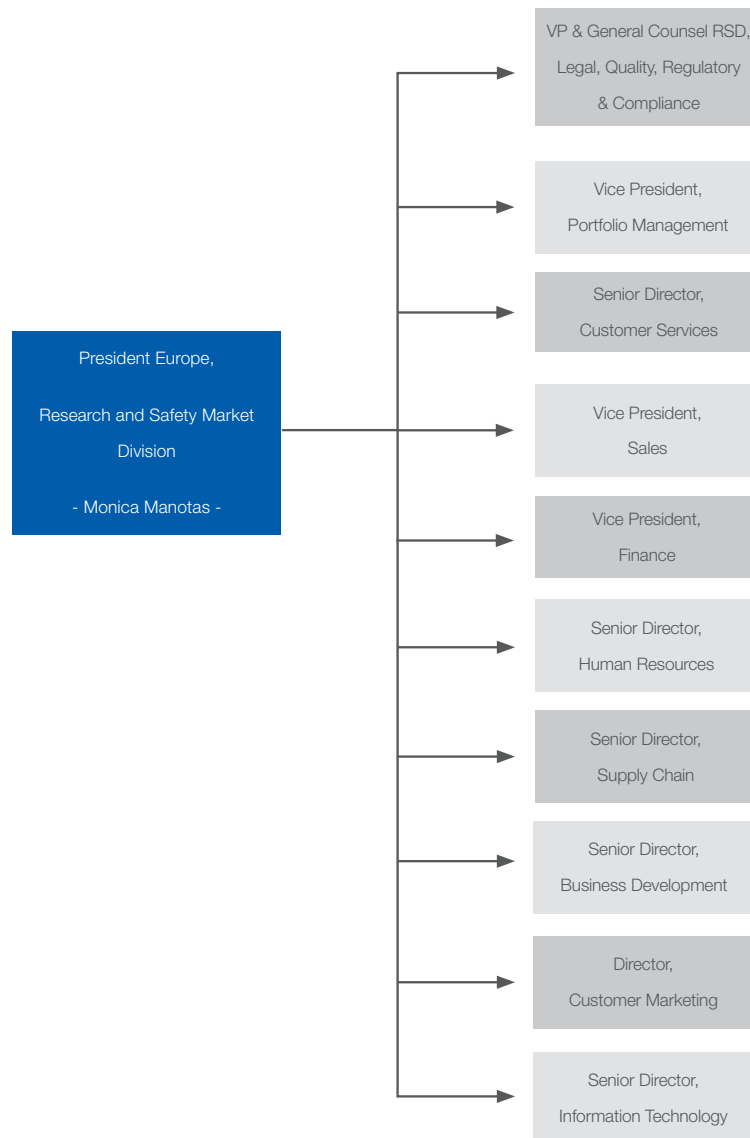 President Europe,
Research and Safety Market
Division
- Monica Manotas -
VP & General Counsel RSD,
Legal, Quality, Regulatory
& Compliance
Vice President,
Portfolio Management
Senior Director,
Customer Services
Vice President,
Sales
Vice President,
Finance
Senior Director,
Human Resources
Senior Director,
Supply Chain
Senior Director,
Business Development
Director,
Customer Marketing
Senior Director,
Information Technology